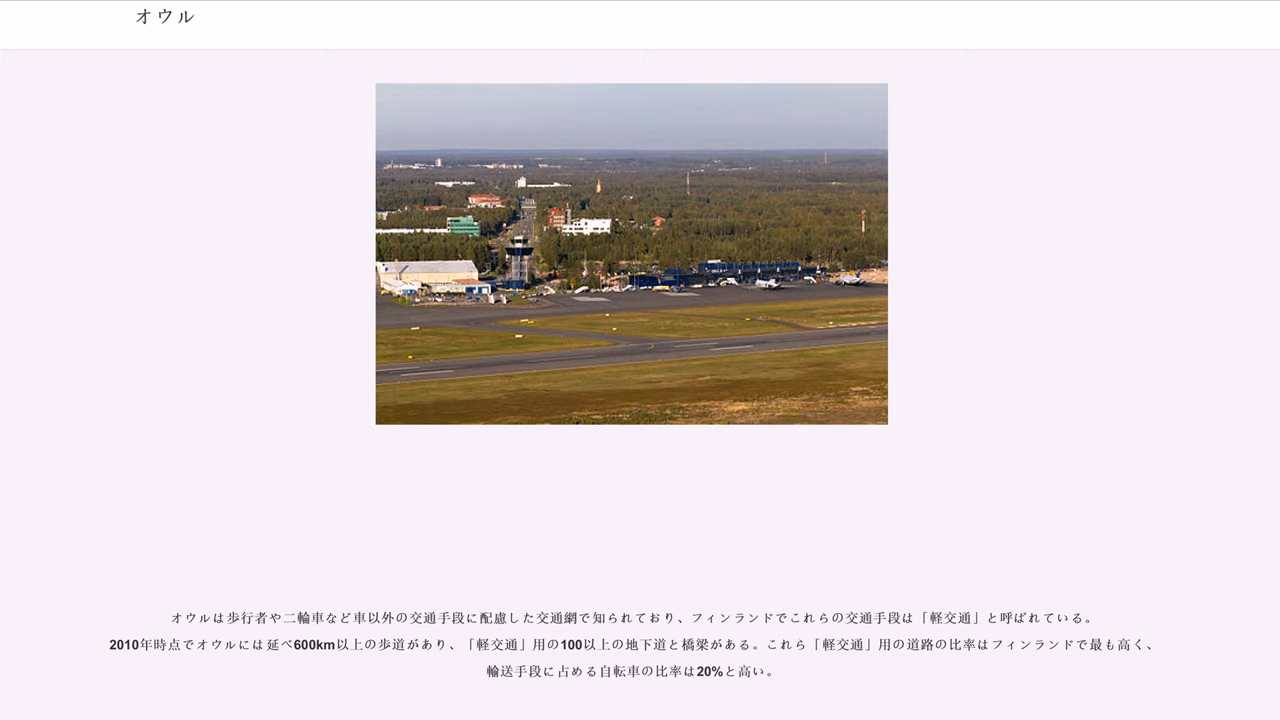 オウル
オウルは歩行者や二輪車など車以外の交通手段に配慮した交通網で知られており、フィンランドでこれらの交通手段は「軽交通」と呼ばれている。
2010年時点でオウルには延べ600km以上の歩道があり、「軽交通」用の100以上の地下道と橋梁がある。これら「軽交通」用の道路の比率はフィンランドで最も高く、
輸送手段に占める自転車の比率は20%と高い。